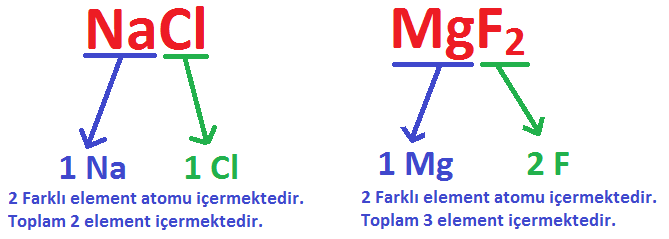 NaCl
1 Na 1 Cl
2 Farklı element atomu içermektedir.
Toplam 2 element içermektedir.
MgF₂
1 Mg 2 F
2 Farklı element atomu içermektedir.
Toplam 3 element içermektedir.